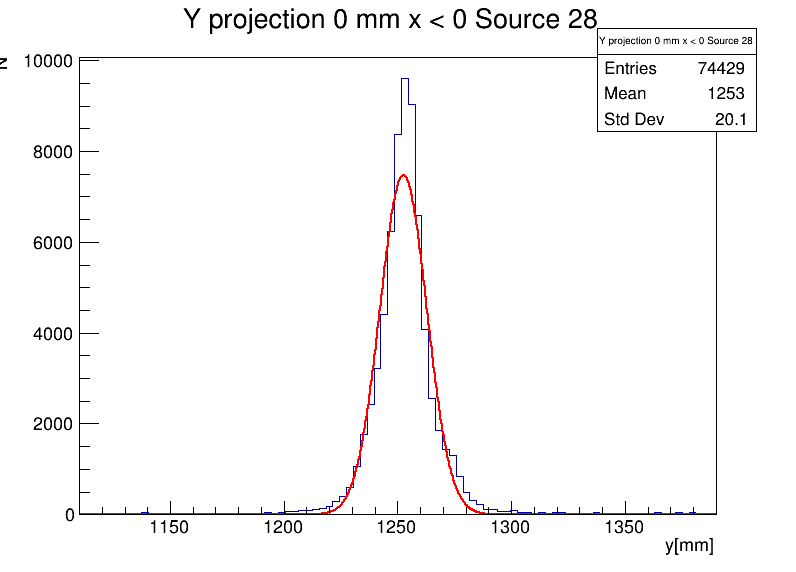 Y projection 0 mm x < 0 Source 28
Y projection 0 mm x < 0 Source 28
Entries 74429
Mean 1253
Std Dev 20.1
N
10000
8000
6000
4000
2000
0
1150 1200 1250 1300 1350
y[mm]